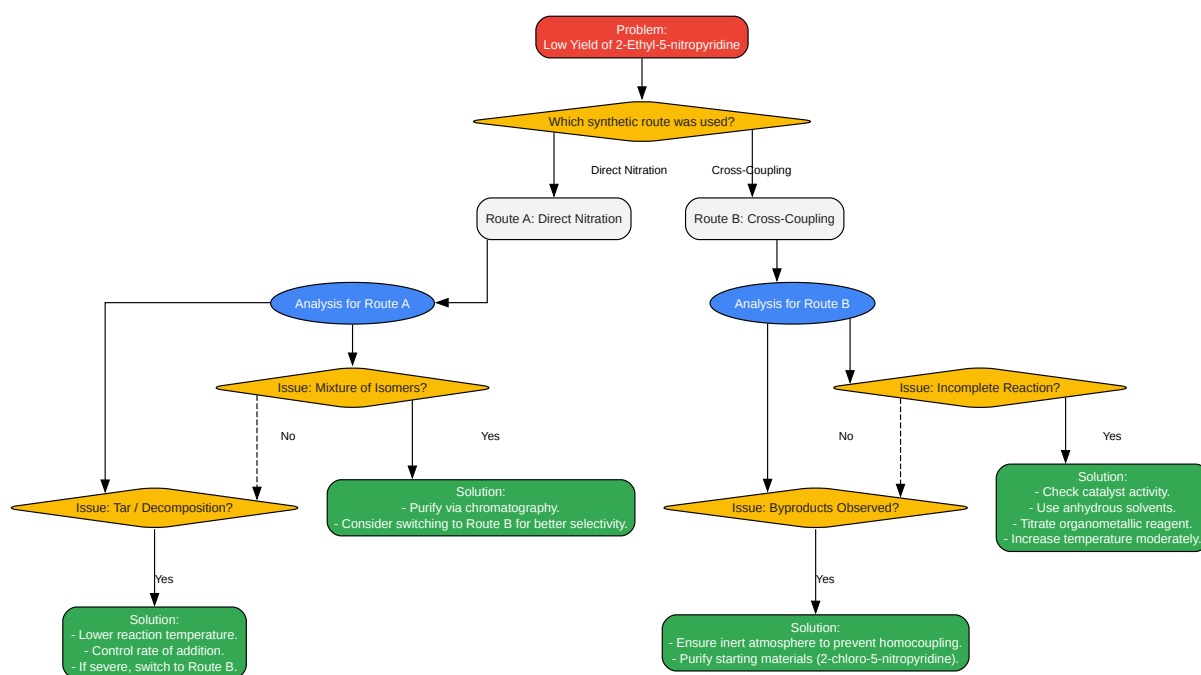 Problem:
Low Yield of 2-Ethyl-5-nitropyridine
Which synthetic route was used?
Direct Nitration
Cross-Coupling
Route A: Direct Nitration
Route B: Cross-Coupling
Analysis for Route A
Analysis for Route B
Issue: Mixture of Isomers?
Issue: Incomplete Reaction?
No
Yes
No
Yes
Solution:
- Purify via chromatography.
- Consider switching to Route B for better selectivity.
Solution:
- Check catalyst activity.
- Use anhydrous solvents.
- Titrate organometallic reagent.
- Increase temperature moderately.
Issue: Tar / Decomposition?
Issue: Byproducts Observed?
Yes
Yes
Solution:
- Lower reaction temperature.
- Control rate of addition.
- If severe, switch to Route B.
Solution:
- Ensure inert atmosphere to prevent homocoupling.
- Purify starting materials (2-chloro-5-nitropyridine).